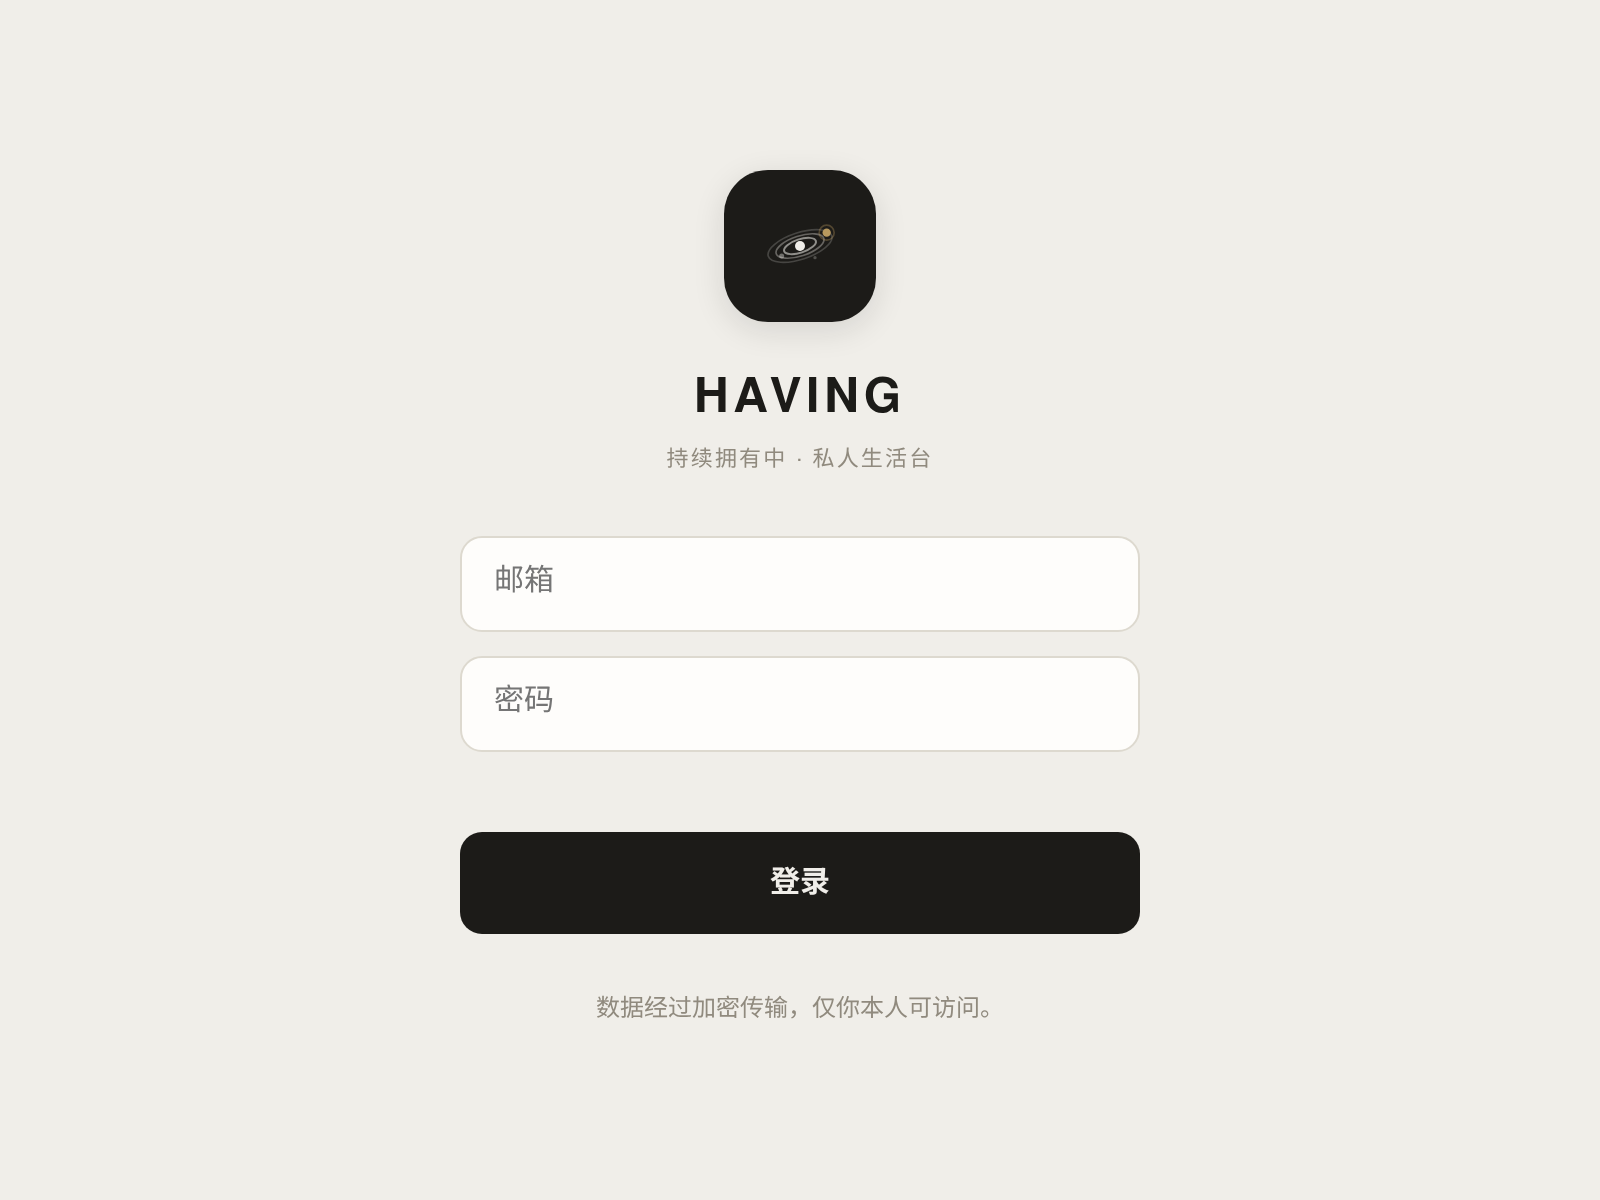 HAVING
持续拥有中 · 私人生活台
邮箱
密码
登录
数据经过加密传输，仅你本人可访问。